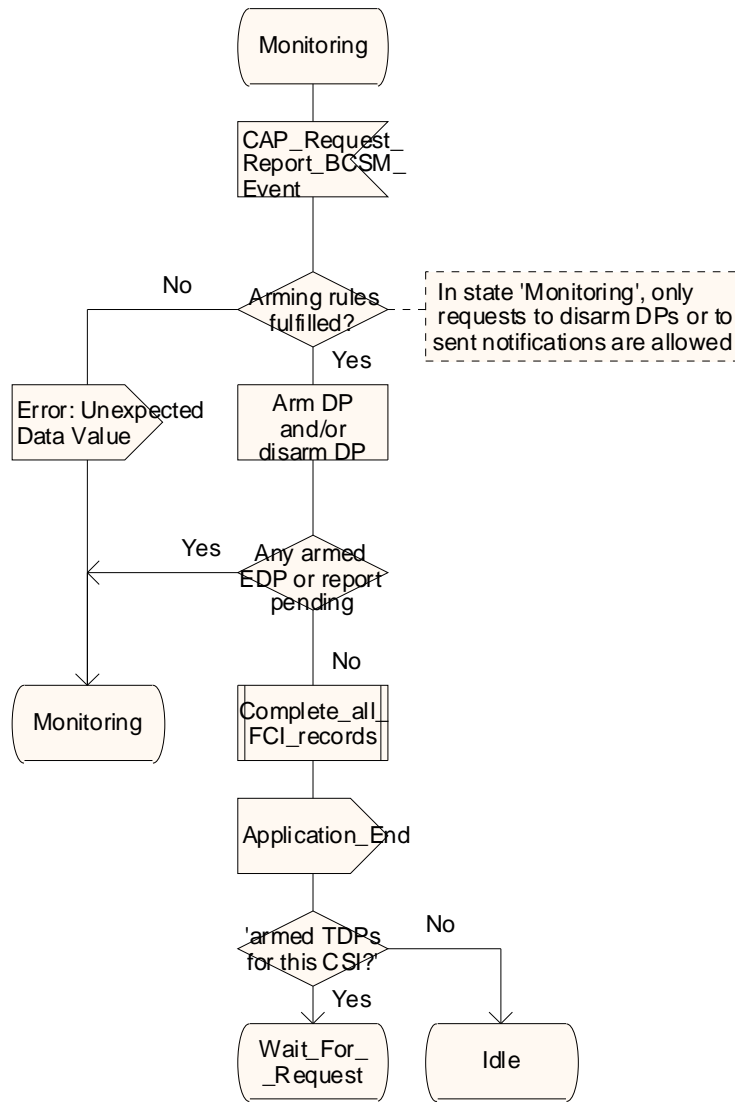 Monitoring
CAP_Request_
Report_BCSM_
Event
No
Arming rules
fulfilled?
In state 'Monitoring', only
requests to disarm DPs or to
sent notifications are allowed
Yes
Error: Unexpected
Data Value
Arm DP
and/or
disarm DP
Yes
Any armed
EDP or report
pending
No
Monitoring
Complete_all_
FCI_records
Application_End
'armed TDPs
for this CSI?'
No
Yes
Wait_For_
_Request
Idle